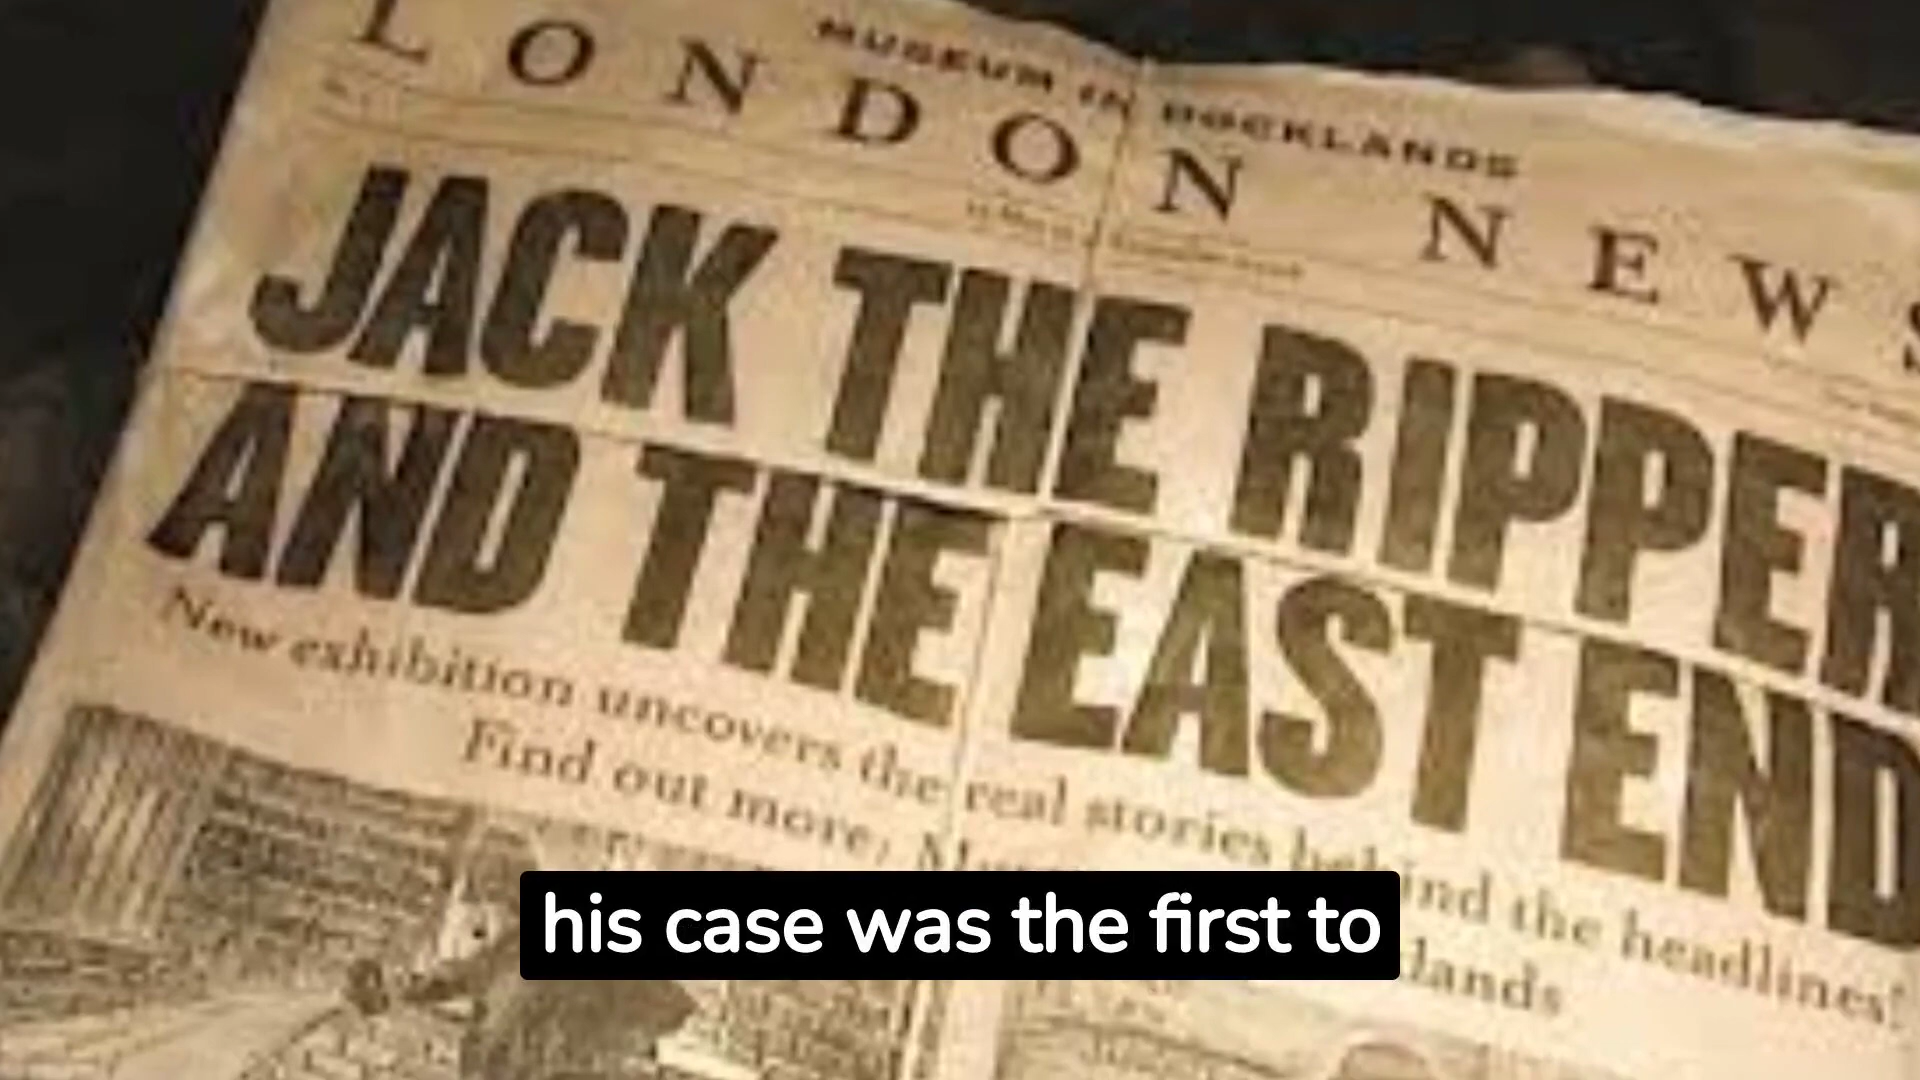 MUSEUM IN DOCKLANDS
LONDON NEWS
JACK THE RIPPER
AND THE EAST END
New exhibition uncovers the real stories behind the headlines'
Find out more;
lands
his case was the first to